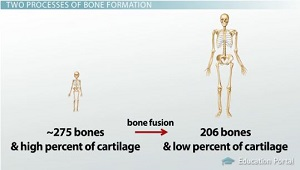 TWO PROCESSES OF BONE FORMATION
bone fusion
~275 bones
& high percent of cartilage
206 bones
& low percent of cartilage
Education Portal